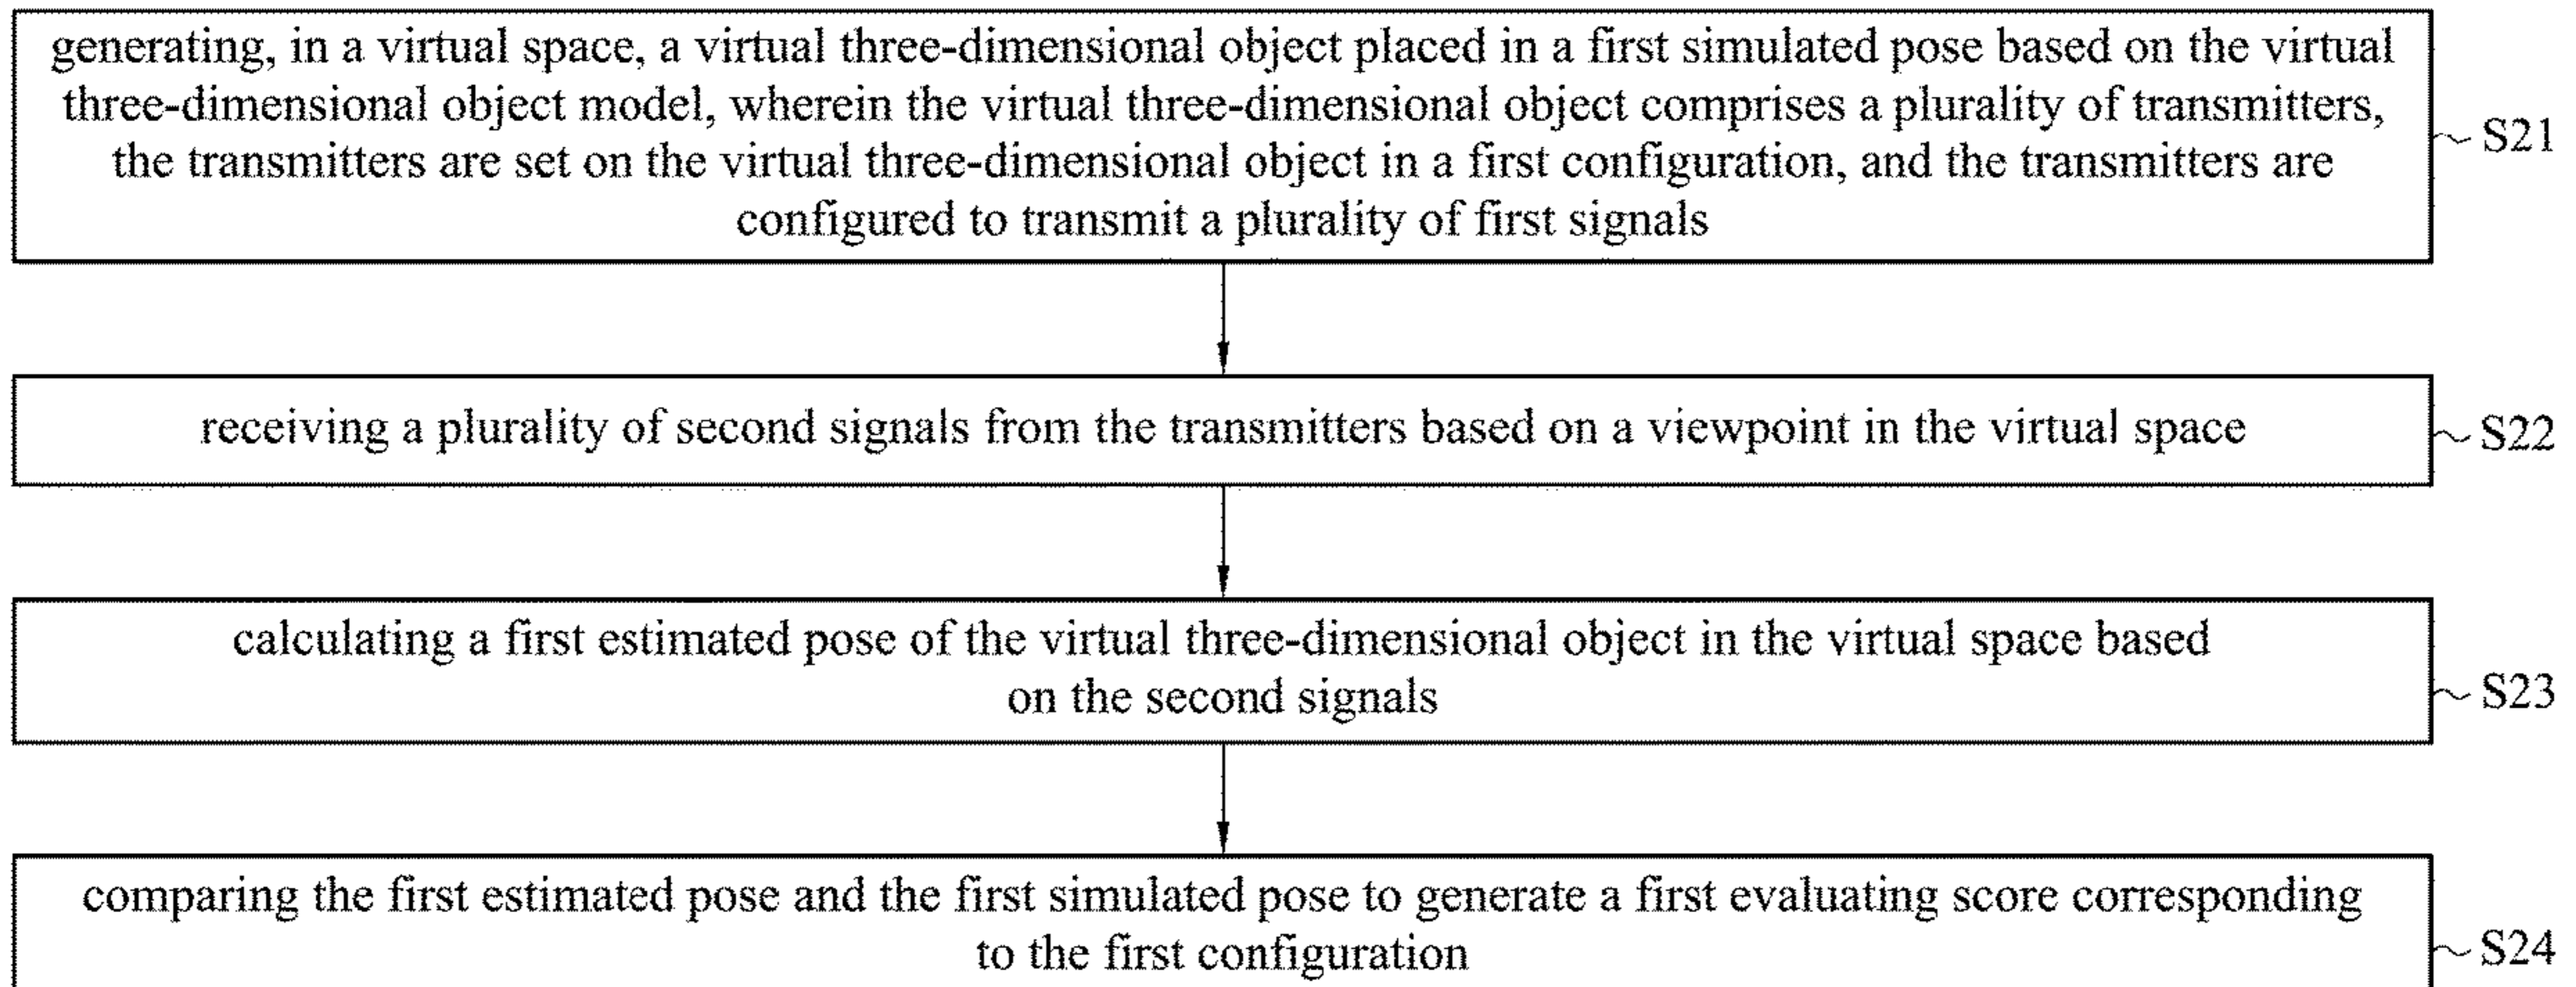 generating, in a virtual space, a virtual three-dimensional object placed in a first simulated pose based on the virtual
three-dimensional object model, wherein the virtual three-dimensional object comprises a plurality of transmitters,
the transmitters are set on the virtual three-dimensional object in a first configuration, and the transmitters are
configured to transmit a plurality of first signals
S21
receiving a plurality of second signals from the transmitters based on a viewpoint in the virtual space
S22
calculating a first estimated pose of the virtual three-dimensional object in the virtual space based
on the second signals
S23
comparing the first estimated pose and the first simulated pose to generate a first evaluating score corresponding
to the first configuration
S24